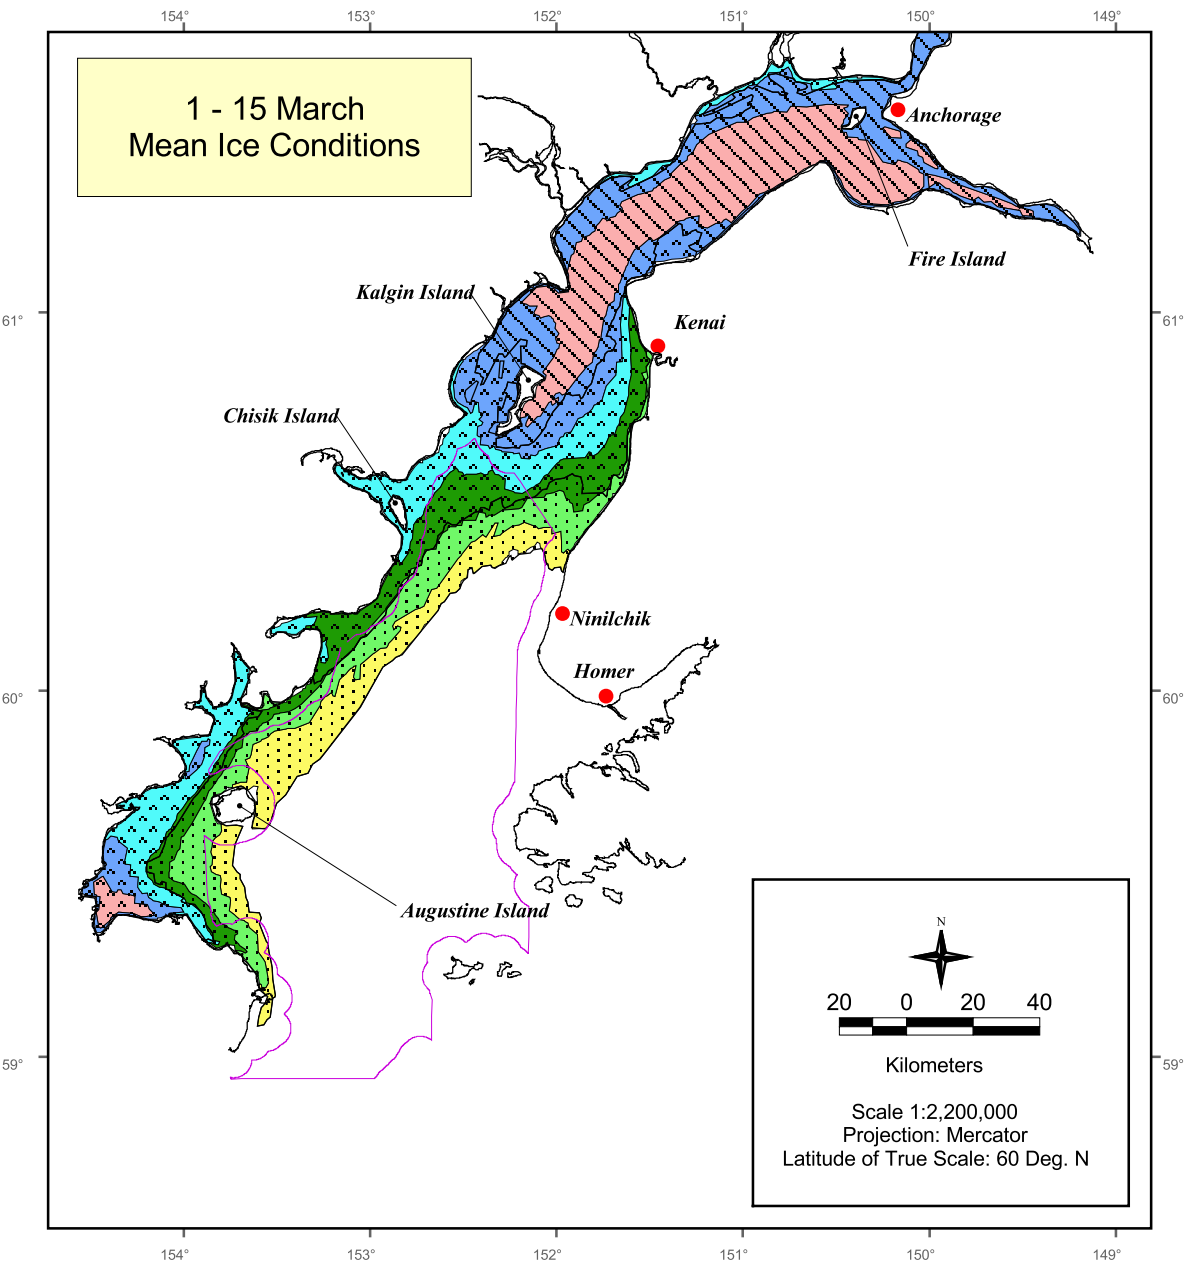 154°
153°
152°
151°
150°
149°
1 - 15 March
Mean Ice Conditions
Anchorage
Fire Island
Kalgin Island
61°
Kenai
61°
Chisik Island
Ninilchik
Homer
60°
60°
Augustine Island
N
20 0 20 40
Kilometers
59°
59°
Scale 1:2,200,000
Projection: Mercator
Latitude of True Scale: 60 Deg. N
154°
153°
152°
151°
150°
149°